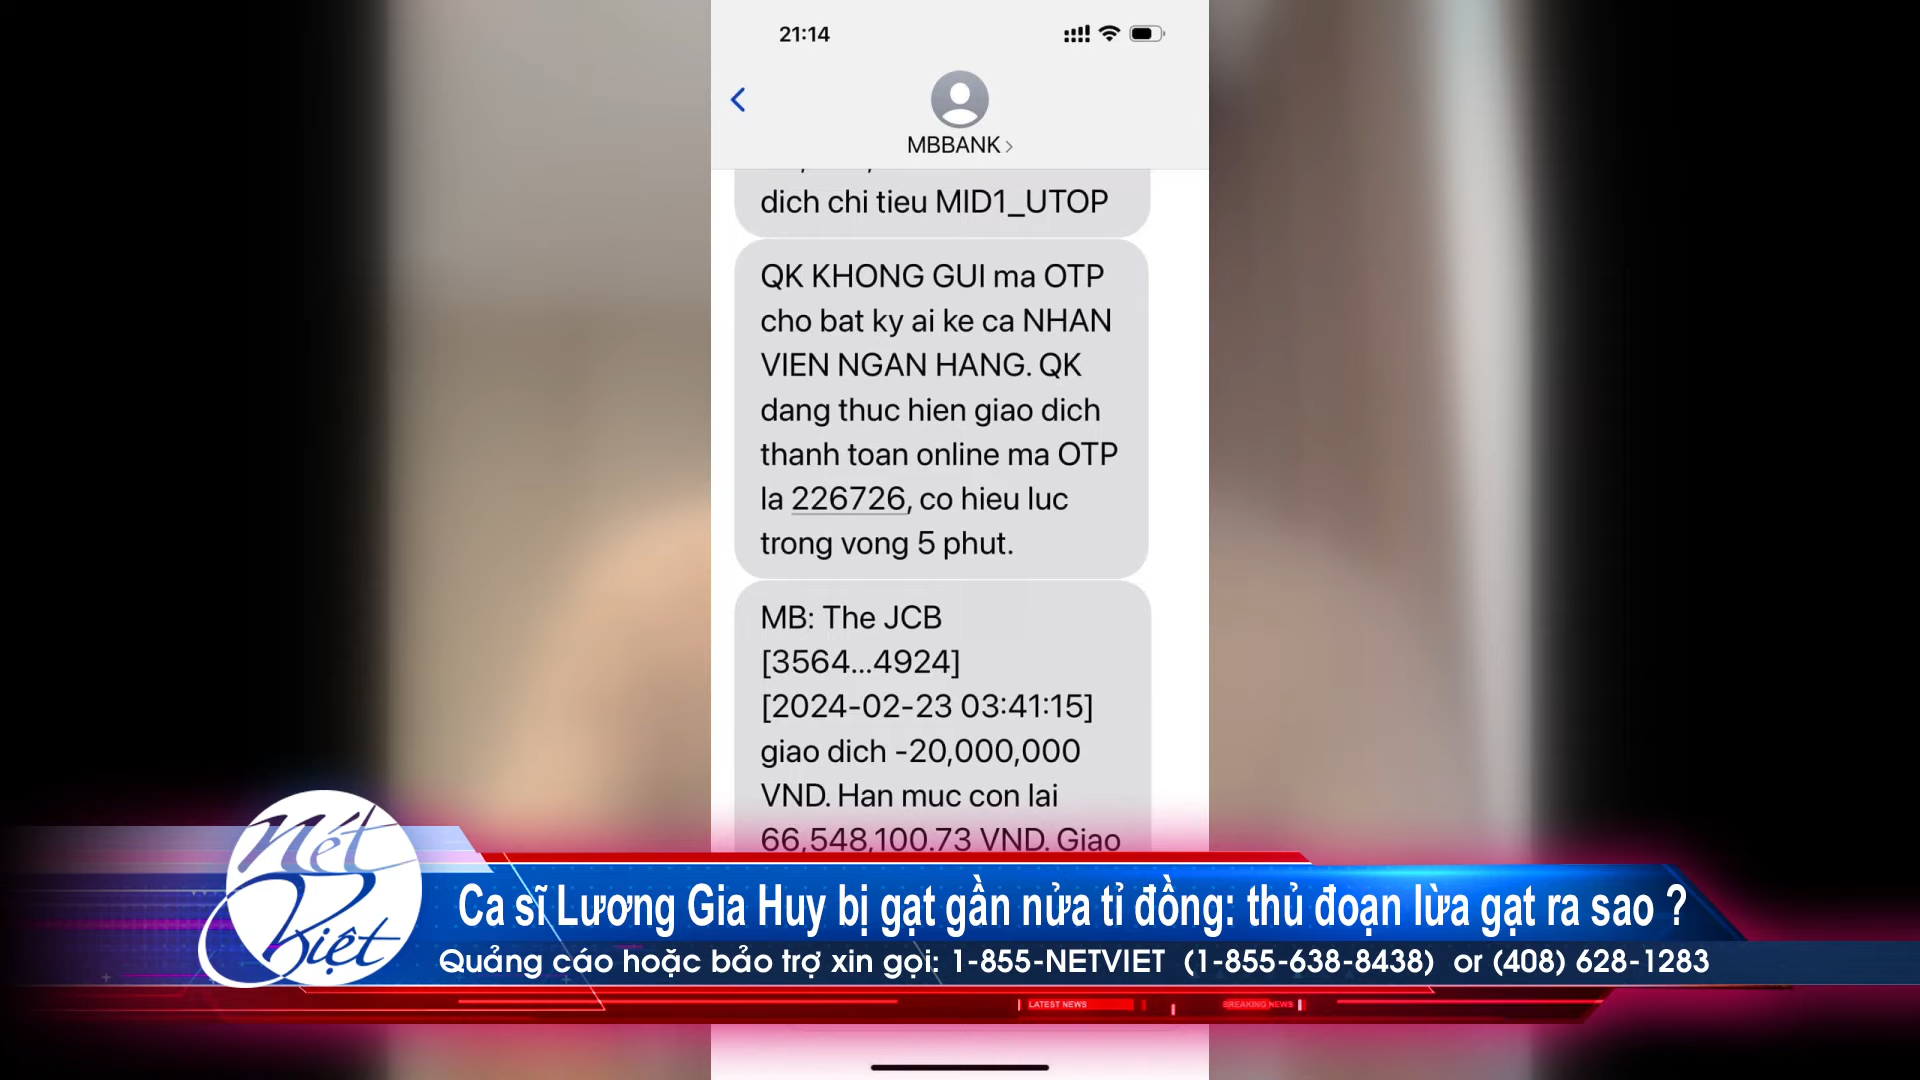 21:14
MBBANK
dich chi tieu MID1_UTOP
QK KHONG GUI ma OTP
cho bat ky ai ke ca NHAN
VIEN NGAN HANG. QK
dang thuc hien giao dich
thanh toan online ma OTP
la 226726, co hieu luc
trong vong 5 phut.
MB: The JCB
[3564...4924]
[2024-02-23 03:41:15]
giao dich -20,000,000
VND. Han muc con lai
66,548,100.73 VND. Giao
Nét Việt
Ca sĩ Lương Gia Huy bị gạt gần nửa tỉ đồng: thủ đoạn lừa gạt ra sao ?
Quảng cáo hoặc bảo trợ xin gọi: 1-855-NETVIET (1-855-638-8438) or (408) 628-1283
LATEST NEWS
BREAKING NEWS